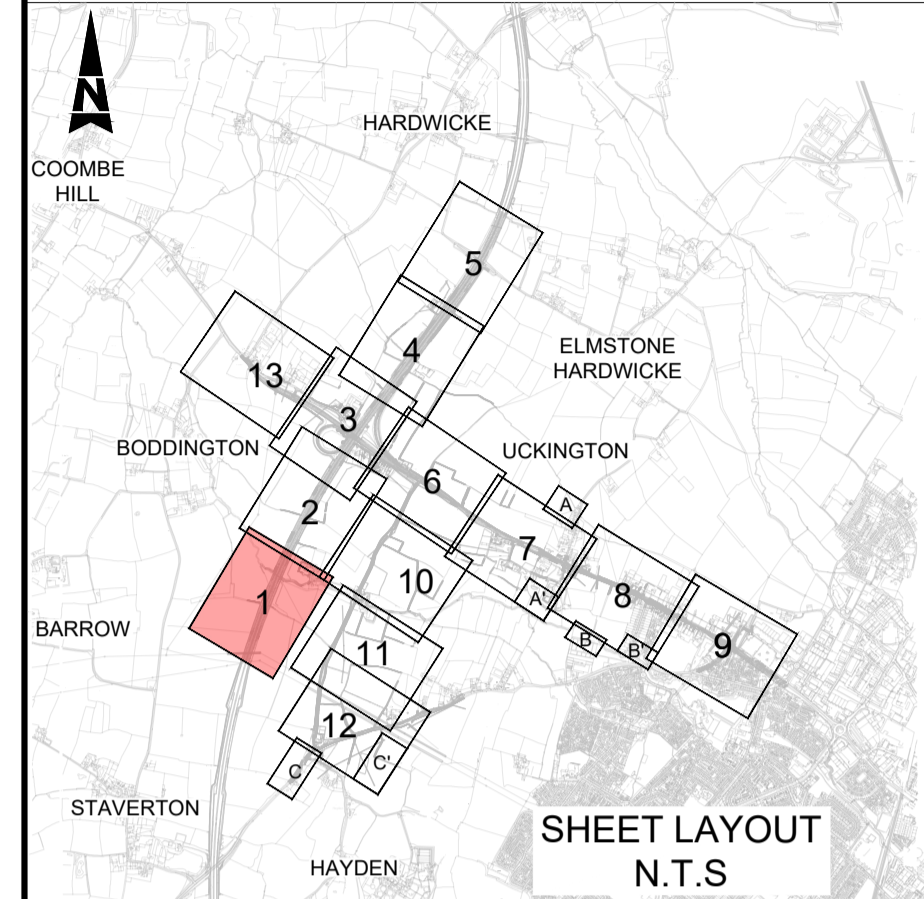 N
HARDWICKE
COOMBE
HILL
5
ELMSTONE
HARDWICKE
4
13
3
BODDINGTON
UCKINGTON
6
A
2
7
10
8
A'
1
BARROW
B
B'
9
11
12
C
C'
STAVERTON
SHEET LAYOUT
N.T.S
HAYDEN